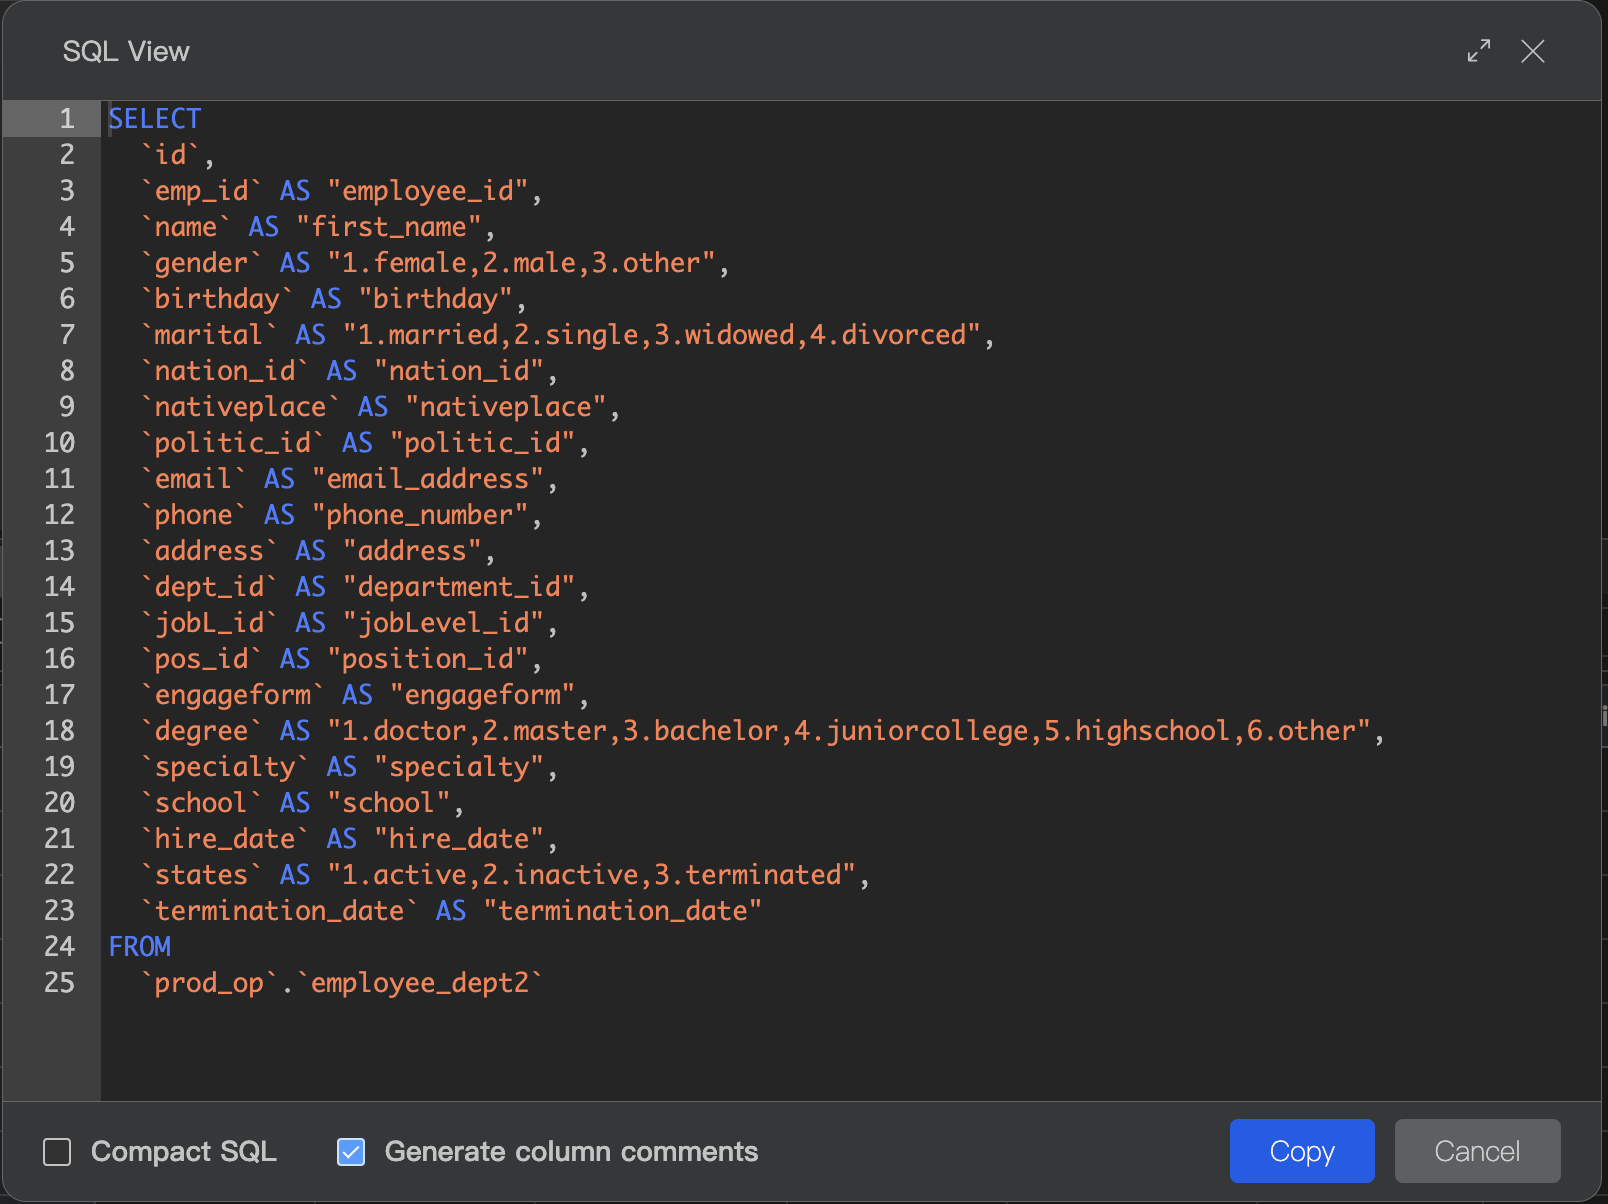 SQL View
1 SELECT
2   `id`,
3   `emp_id` AS "employee_id",
4   `name` AS "first_name",
5   `gender` AS "1.female,2.male,3.other",
6   `birthday` AS "birthday",
7   `marital` AS "1.married,2.single,3.widowed,4.divorced",
8   `nation_id` AS "nation_id",
9   `nativeplace` AS "nativeplace",
10   `politic_id` AS "politic_id",
11   `email` AS "email_address",
12   `phone` AS "phone_number",
13   `address` AS "address",
14   `dept_id` AS "department_id",
15   `jobL_id` AS "jobLevel_id",
16   `pos_id` AS "position_id",
17   `engageform` AS "engageform",
18   `degree` AS "1.doctor,2.master,3.bachelor,4.juniorcollege,5.highschool,6.other",
19   `specialty` AS "specialty",
20   `school` AS "school",
21   `hire_date` AS "hire_date",
22   `states` AS "1.active,2.inactive,3.terminated",
23   `termination_date` AS "termination_date"
24 FROM
25   `prod_op`.`employee_dept2`
Compact SQL Generate column comments Copy Cancel